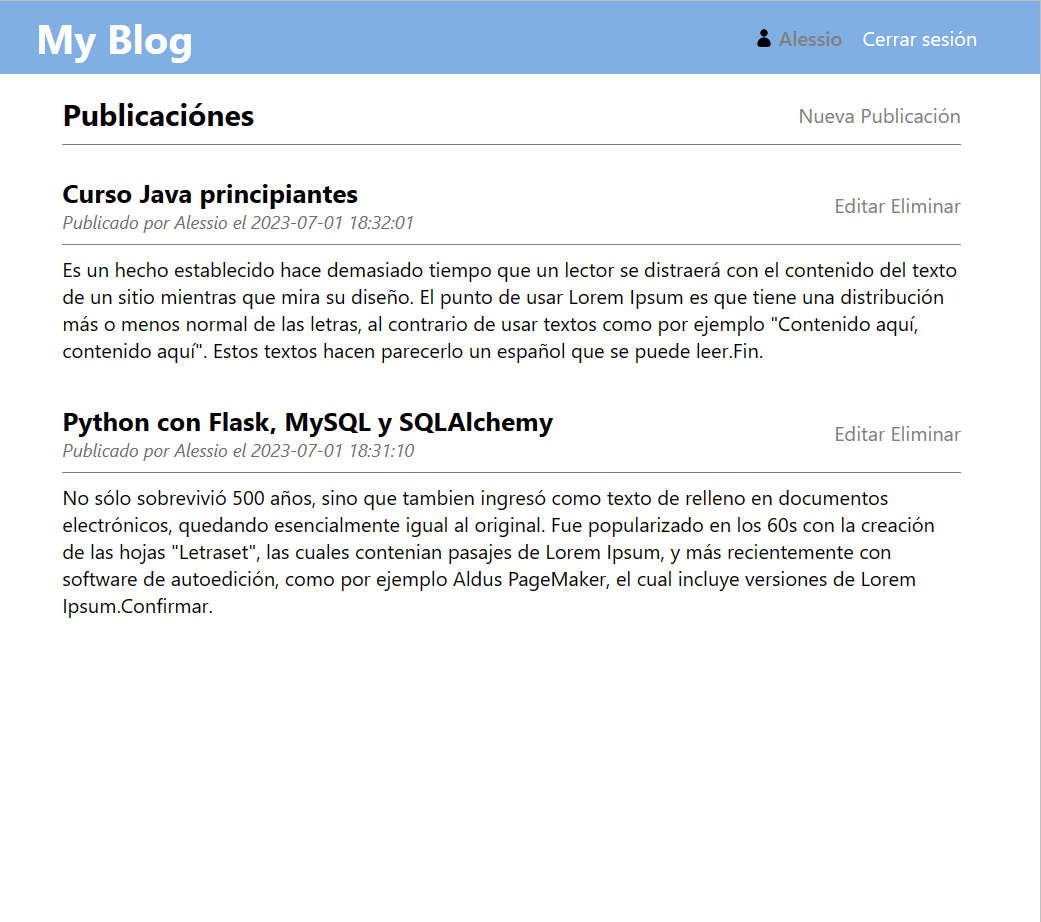 My Blog
Alessio Cerrar sesión
Publicaciónes
Nueva Publicación
Curso Java principiantes
Publicado por Alessio el 2023-07-01 18:32:01
Editar Eliminar
Es un hecho establecido hace demasiado tiempo que un lector se distraerá con el contenido del texto
de un sitio mientras que mira su diseño. El punto de usar Lorem Ipsum es que tiene una distribución
más o menos normal de las letras, al contrario de usar textos como por ejemplo "Contenido aquí,
contenido aquí". Estos textos hacen parecerlo un español que se puede leer.Fin.
Python con Flask, MySQL y SQLAlchemy
Publicado por Alessio el 2023-07-01 18:31:10
Editar Eliminar
No sólo sobrevivió 500 años, sino que tambien ingresó como texto de relleno en documentos
electrónicos, quedando esencialmente igual al original. Fue popularizado en los 60s con la creación
de las hojas "Letraset", las cuales contenian pasajes de Lorem Ipsum, y más recientemente con
software de autoedición, como por ejemplo Aldus PageMaker, el cual incluye versiones de Lorem
Ipsum.Confirmar.